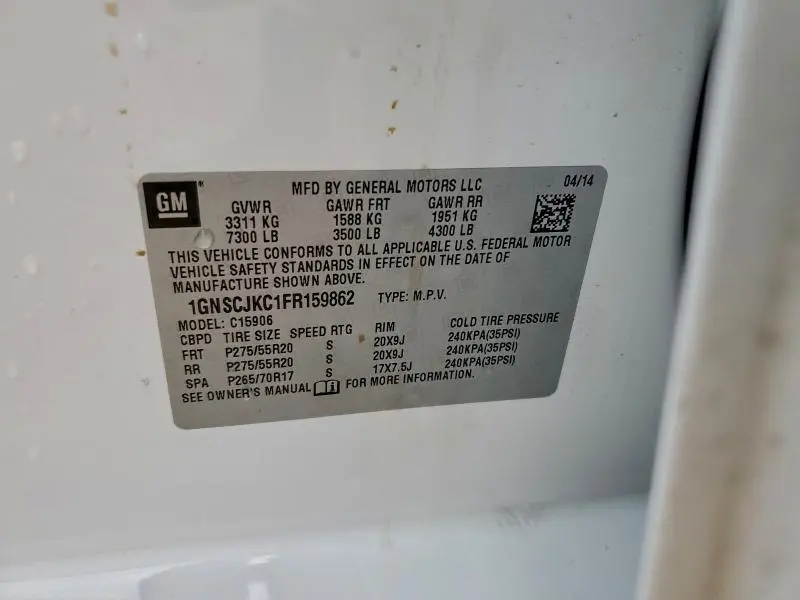 GM ® MFD BY GENERAL MOTORS LLC 04/14
GVWR GAWR FRT GAWR RR
3311 KG 1588 KG 1951 KG
7300 LB 3500 LB 4300 LB
THIS VEHICLE CONFORMS TO ALL APPLICABLE U.S. FEDERAL MOTOR
VEHICLE SAFETY STANDARDS IN EFFECT ON THE DATE OF
MANUFACTURE SHOWN ABOVE.
1GNSCJKC1FR159862 TYPE: M.P.V.
MODEL: C15906
CBPD TIRE SIZE SPEED RTG RIM COLD TIRE PRESSURE
FRT P275/55R20 S 20X9J 240KPA(35PSI)
RR P275/55R20 S 20X9J 240KPA(35PSI)
SPA P265/70R17 S 17X7.5J 240KPA(35PSI)
SEE OWNER'S MANUAL FOR MORE INFORMATION.